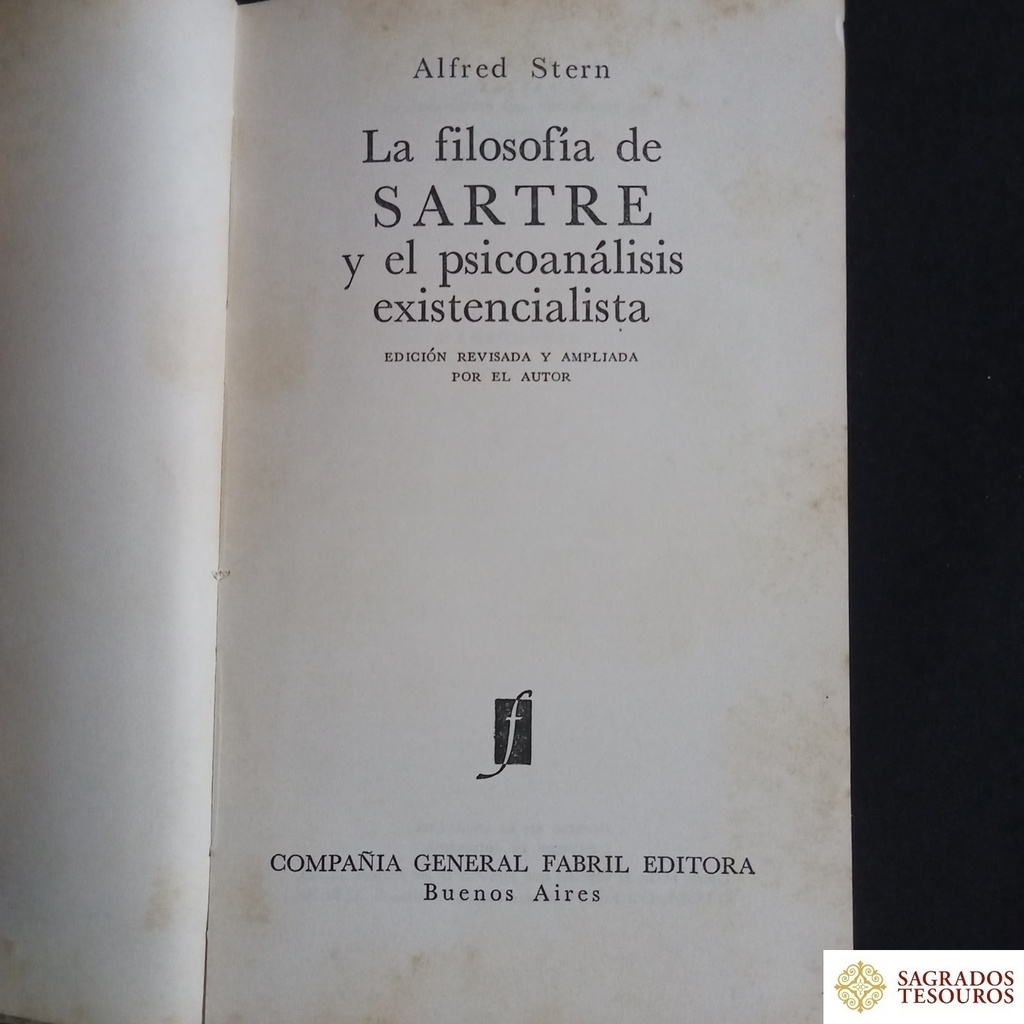 Alfred Stern
La filosofía de
SARTRE
y el psicoanálisis
existencialista
EDICIÓN REVISADA Y AMPLIADA
POR EL AUTOR
f
COMPAÑIA GENERAL FABRIL EDITORA
Buenos Aires
SAGRADOS
TESOUROS